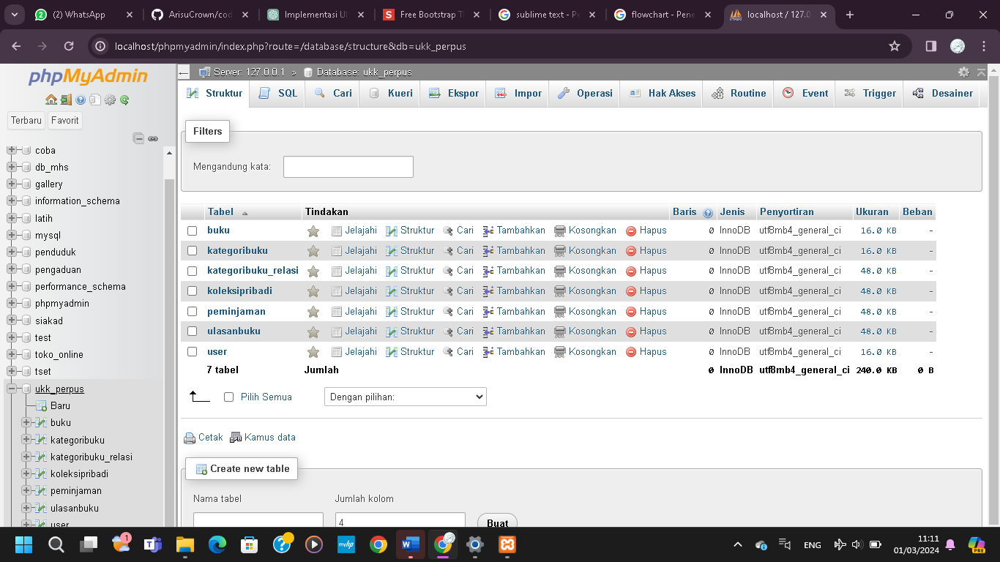 (2) WhatsApp
ArisuCrown/cod
Implementasi UI
Free Bootstrap Th
sublime text - Pe
flowchart - Pene
localhost / 127.0
localhost/phpmyadmin/index.php?route=/database/structure&db=ukk_perpus
phpMyAdmin
Terbaru Favorit
coba
db_mhs
gallery
information_schema
latih
mysql
penduduk
pengaduan
performance_schema
phpmyadmin
siakad
test
toko_online
tset
ukk_perpus
Baru
buku
kategoribuku
kategoribuku_relasi
koleksipribadi
peminjaman
ulasanbuku
user
Server: 127.0.0.1 » Database: ukk_perpus
Struktur SQL Cari Kueri Ekspor Impor Operasi Hak Akses Routine Event Trigger Desainer
Filters
Mengandung kata:
Tabel Tindakan Baris Jenis Penyortiran Ukuran Beban
buku Jelajahi Struktur Cari Tambahkan Kosongkan Hapus 0 InnoDB utf8mb4_general_ci 16.0 KB -
kategoribuku Jelajahi Struktur Cari Tambahkan Kosongkan Hapus 0 InnoDB utf8mb4_general_ci 16.0 KB -
kategoribuku_relasi Jelajahi Struktur Cari Tambahkan Kosongkan Hapus 0 InnoDB utf8mb4_general_ci 48.0 KB -
koleksipribadi Jelajahi Struktur Cari Tambahkan Kosongkan Hapus 0 InnoDB utf8mb4_general_ci 48.0 KB -
peminjaman Jelajahi Struktur Cari Tambahkan Kosongkan Hapus 0 InnoDB utf8mb4_general_ci 48.0 KB -
ulasanbuku Jelajahi Struktur Cari Tambahkan Kosongkan Hapus 0 InnoDB utf8mb4_general_ci 48.0 KB -
user Jelajahi Struktur Cari Tambahkan Kosongkan Hapus 0 InnoDB utf8mb4_general_ci 16.0 KB -
7 tabel Jumlah 0 InnoDB utf8mb4_general_ci 240.0 KB 0 B
Pilih Semua Dengan pilihan:
Cetak Kamus data
Create new table
Nama tabel Jumlah kolom
4 Buat
1
ENG
11:11
01/03/2024
PRE